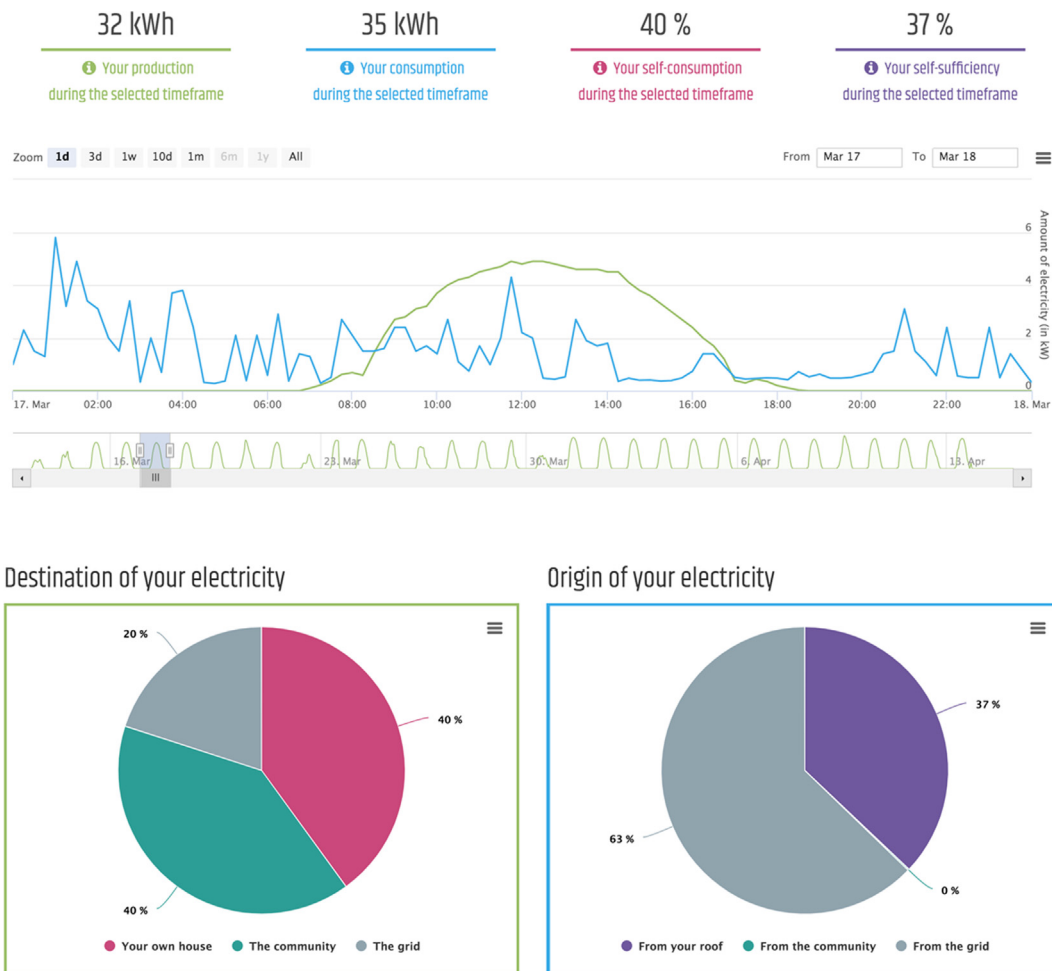 32 kWh
35 kWh
40 %
37 %
Your production
during the selected timeframe
Your consumption
during the selected timeframe
Your self-consumption
during the selected timeframe
Your self-sufficiency
during the selected timeframe
Zoom 1d 3d 1w 10d 1m 6m 1y All
From Mar 17 To Mar 18
6
4
2
0
Amount of electricity (in kW)
17. Mar 02:00 04:00 06:00 08:00 10:00 12:00 14:00 16:00 18:00 20:00 22:00 18. Mar
16. Mar 23. Mar 30. Mar 6. Apr 13. Apr
Destination of your electricity
20 %
40 %
40 %
Your own house The community The grid
Origin of your electricity
37 %
63 %
0 %
From your roof From the community From the grid